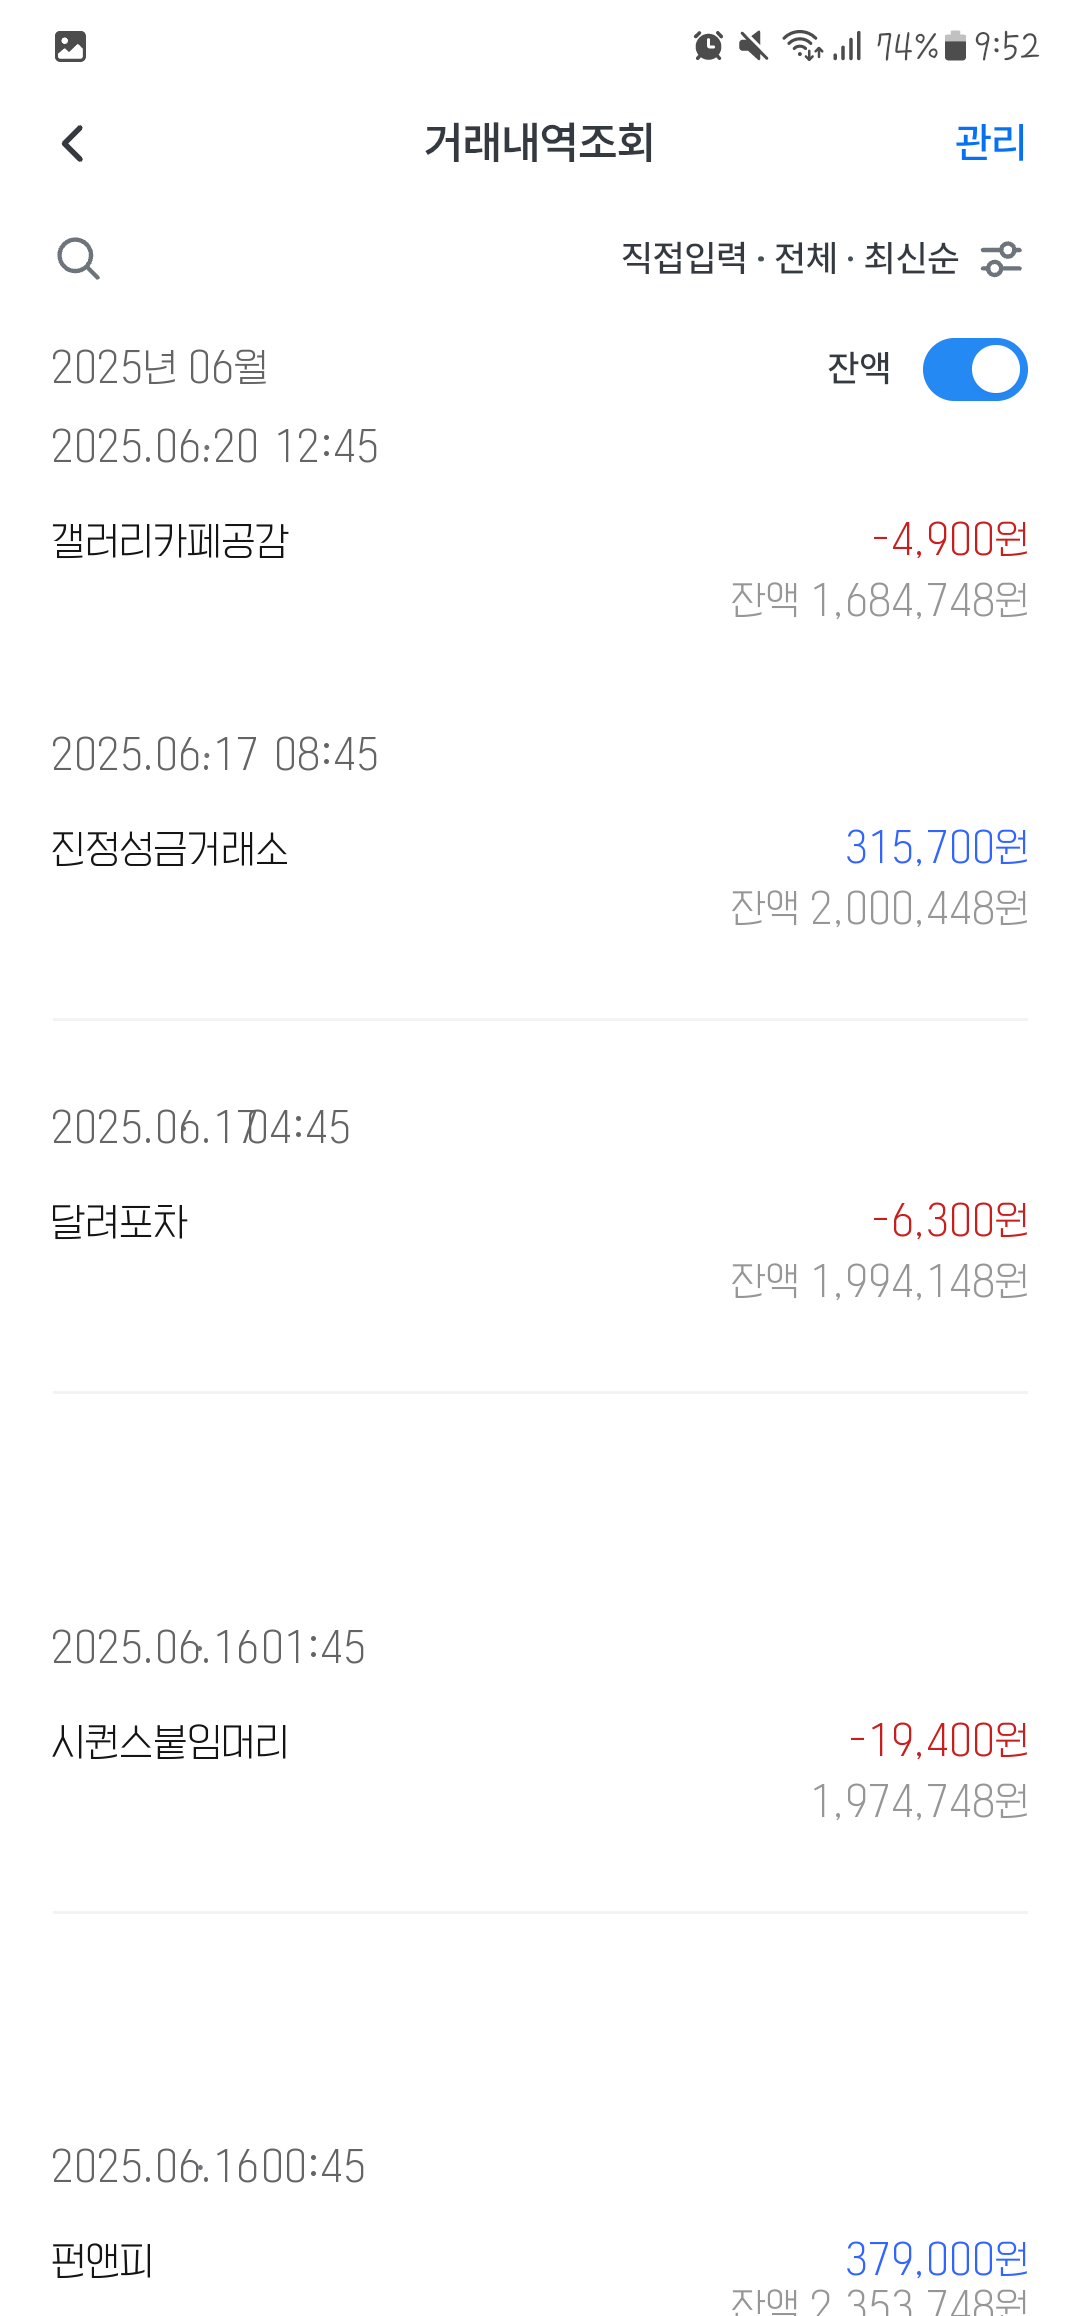 74% 9:52
거래내역조회 관리
직접입력 · 전체 · 최신순
2025년 06월 잔액
2025.06.20 12:45
갤러리카페공감 -4,900원
잔액 1,684,748원
2025.06.17 08:45
진정성금거래소 315,700원
잔액 2,000,448원
2025.06.17 04:45
달려포차 -6,300원
잔액 1,994,148원
2025.06.16 01:45
시퀀스붙임머리 -19,400원
1,974,748원
2025.06.16 00:45
펀앤피 379,000원
잔액 2,353,748원